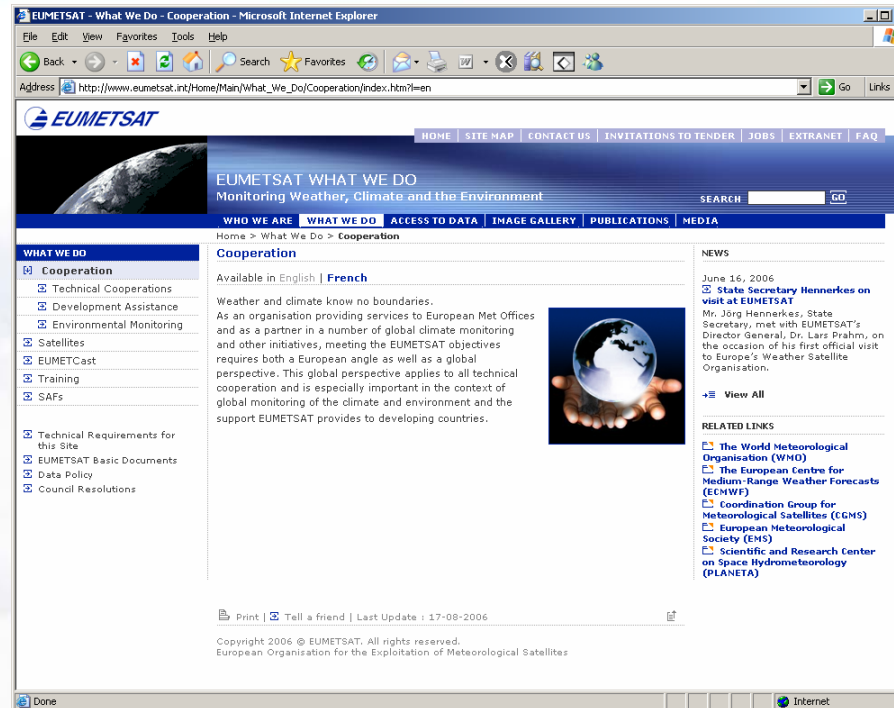 EUMETSAT - What We Do - Cooperation - Microsoft Internet Explorer
File Edit View Favorites Tools Help
Back Search Favorites
Address http://www.eumetsat.int/Home/Main/What_We_Do/Cooperation/index.htm?l=en Go Links
EUMETSAT
HOME | SITE MAP | CONTACT US | INVITATIONS TO TENDER | JOBS | EXTRANET | FAQ
EUMETSAT WHAT WE DO
Monitoring Weather, Climate and the Environment
SEARCH GO
WHO WE ARE | WHAT WE DO | ACCESS TO DATA | IMAGE GALLERY | PUBLICATIONS | MEDIA
Home > What We Do > Cooperation
WHAT WE DO
Cooperation
Technical Cooperations
Development Assistance
Environmental Monitoring
Satellites
EUMETCast
Training
SAFs
Technical Requirements for
this Site
EUMETSAT Basic Documents
Data Policy
Council Resolutions
Cooperation
Available in English | French
Weather and climate know no boundaries.
As an organisation providing services to European Met Offices
and as a partner in a number of global climate monitoring
and other initiatives, meeting the EUMETSAT objectives
requires both a European angle as well as a global
perspective. This global perspective applies to all technical
cooperation and is especially important in the context of
global monitoring of the climate and environment and the
support EUMETSAT provides to developing countries.
NEWS
June 16, 2006
State Secretary Hennerkes on
visit at EUMETSAT
Mr. Jörg Hennerkes, State
Secretary, met with EUMETSAT's
Director General, Dr. Lars Prahm, on
the occasion of his first official visit
to Europe's Weather Satellite
Organisation.
View All
RELATED LINKS
The World Meteorological
Organisation (WMO)
The European Centre for
Medium-Range Weather Forecasts
(ECMWF)
Coordination Group for
Meteorological Satellites (CGMS)
European Meteorological
Society (EMS)
Scientific and Research Center
on Space Hydrometeorology
(PLANETA)
Print | Tell a friend | Last Update : 17-08-2006
Copyright 2006 © EUMETSAT. All rights reserved.
European Organisation for the Exploitation of Meteorological Satellites
Done Internet